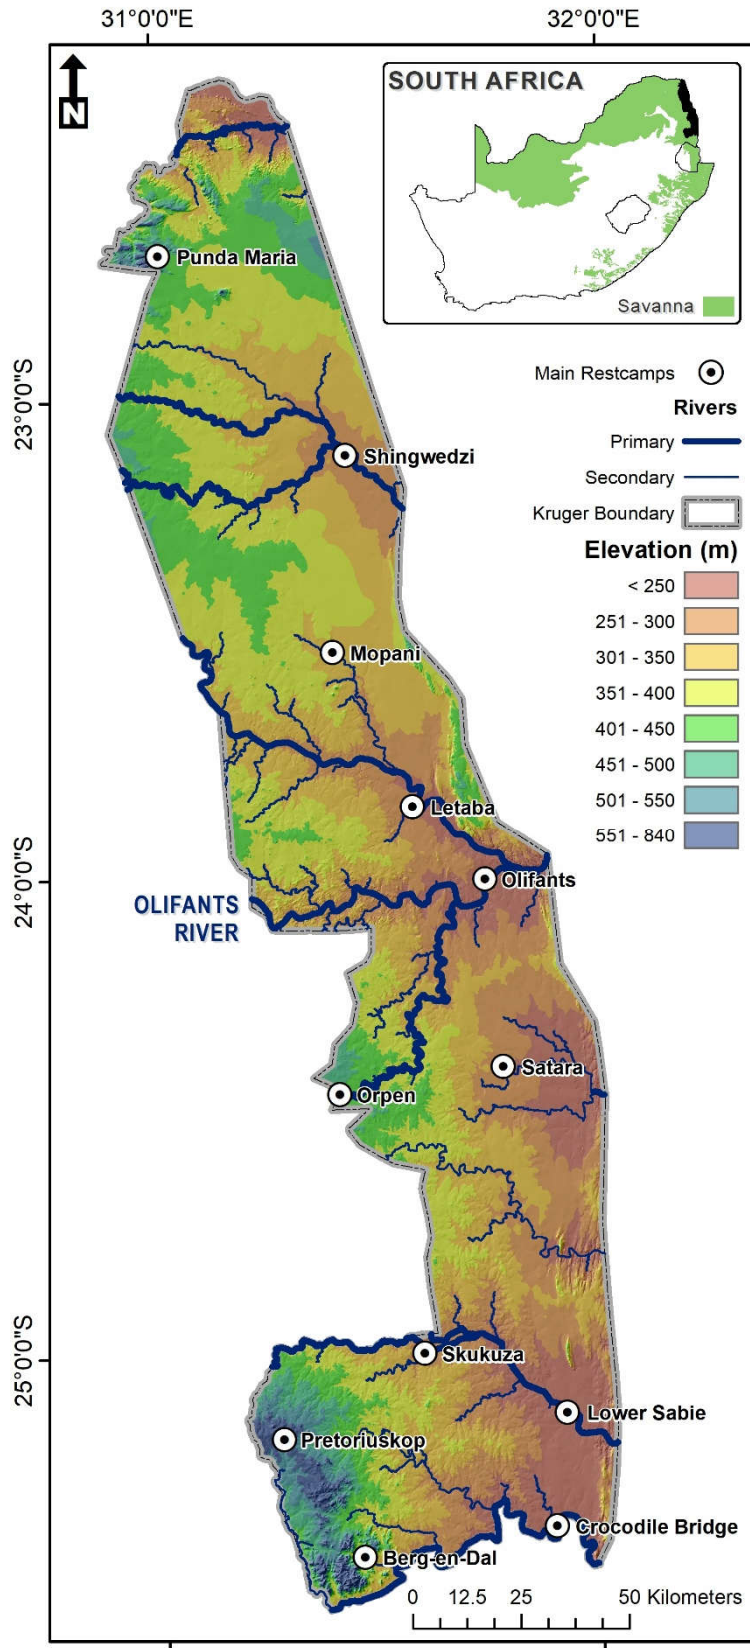 31°0'0"E
32°0'0"E
N
SOUTH AFRICA
Savanna
Punda Maria
23°0'0"S
Main Restcamps
Rivers
Primary
Secondary
Kruger Boundary
Shingwedzi
Elevation (m)
< 250
251 - 300
301 - 350
351 - 400
401 - 450
451 - 500
501 - 550
551 - 840
Mopani
Letaba
24°0'0"S
Olifants
OLIFANTS
RIVER
Satara
Orpen
25°0'0"S
Skukuza
Lower Sabie
Pretoriuskop
Crocodile Bridge
Berg-en-Dal
0 12.5 25 50 Kilometers